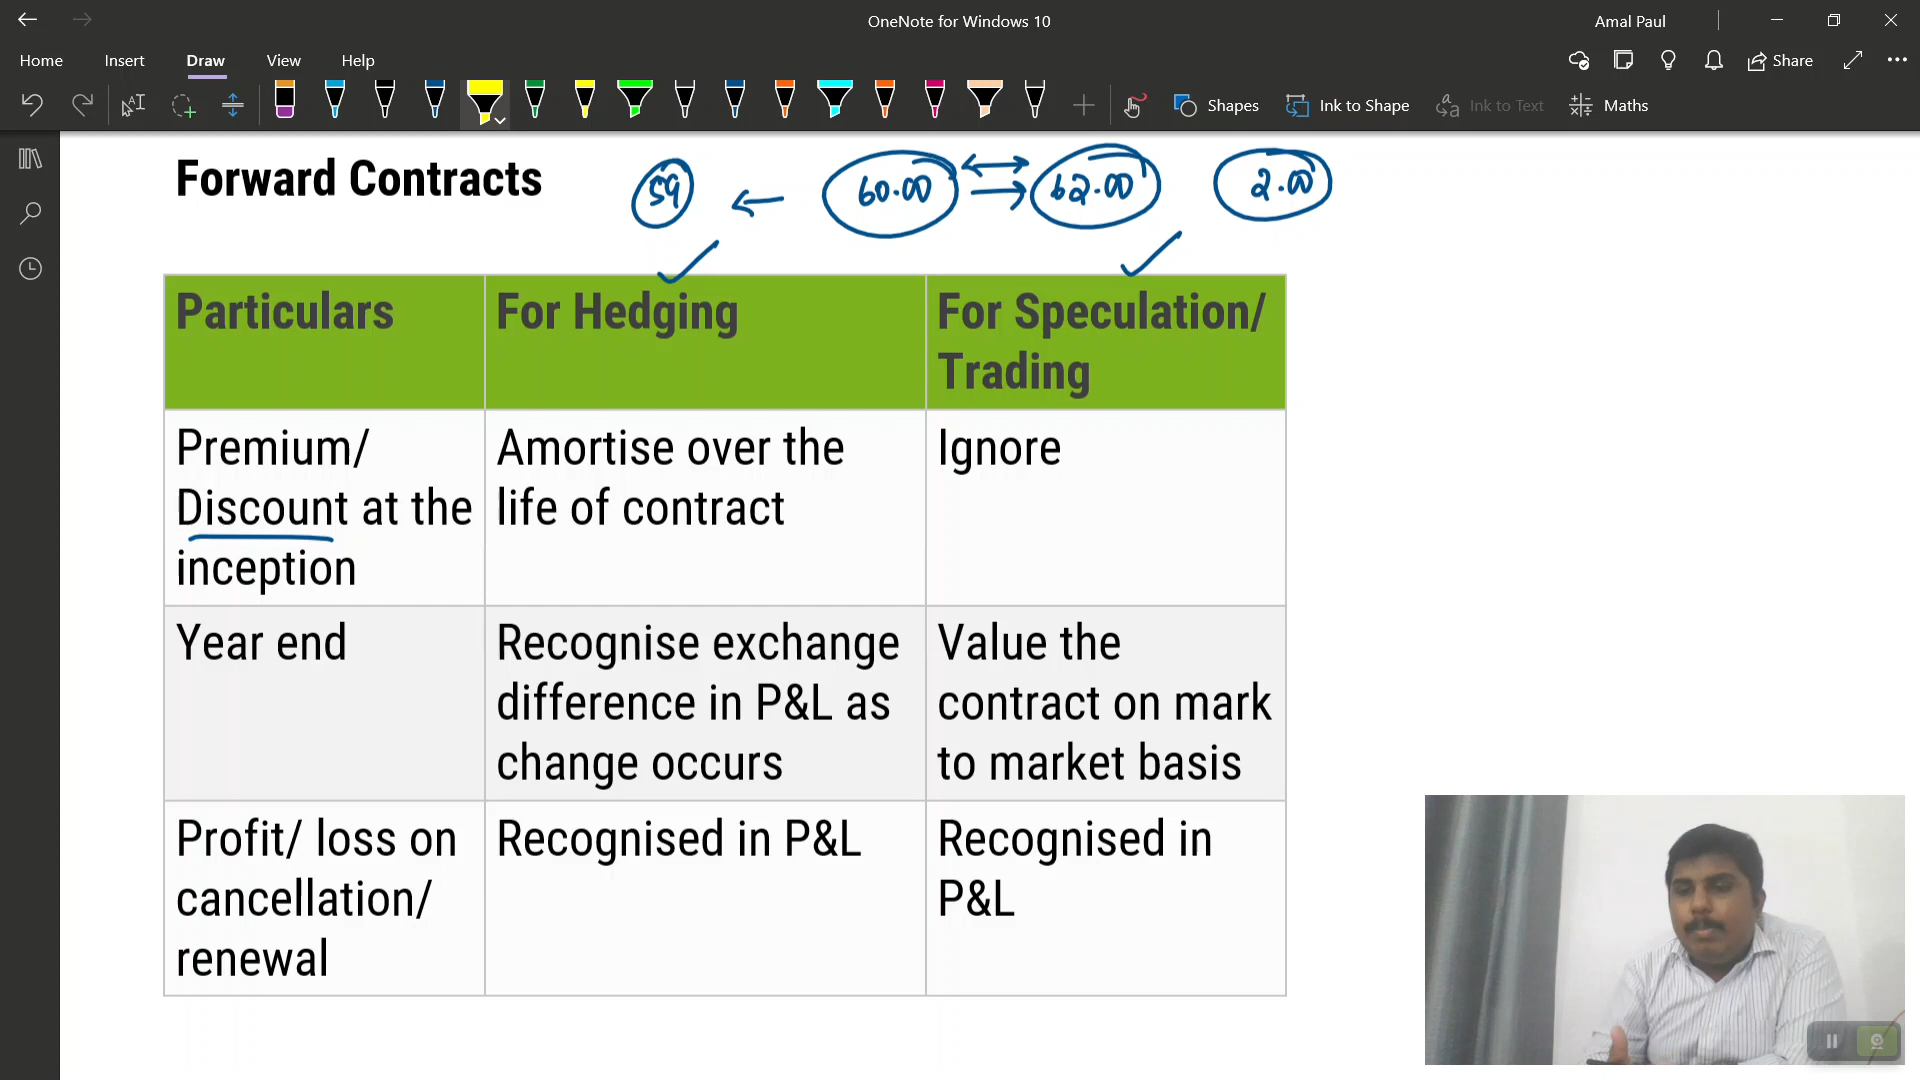 OneNote for Windows 10
Amal Paul
Home Insert Draw View Help
Share
Shapes Ink to Shape Ink to Text Maths
Forward Contracts
59 60.00 62.00 2.00
Particulars
For Hedging
For Speculation/
Trading
Premium/
Discount at the
inception
Amortise over the
life of contract
Ignore
Year end
Recognise exchange
difference in P&L as
change occurs
Value the
contract on mark
to market basis
Profit/ loss on
cancellation/
renewal
Recognised in P&L
Recognised in
P&L